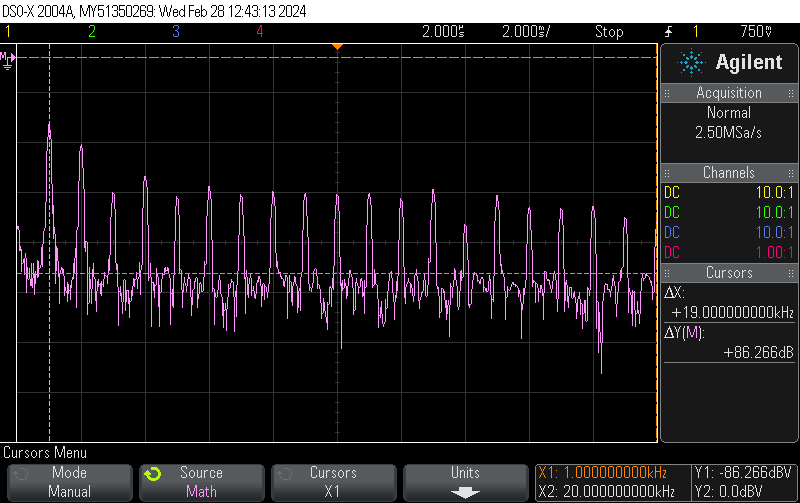 DSO-X 2004A, MY51350269: Wed Feb 28 12:43:13 2024
1 2 3 4 2.000s 2.000s/ Stop 1 750V
M
Agilent
Acquisition
Normal
2.50MSa/s
Channels
DC 10.0:1
DC 10.0:1
DC 10.0:1
DC 1.00:1
Cursors
ΔX:
+19.000000000kHz
ΔY(M):
+86.266dB
Cursors Menu
Mode
Manual
Source
Math
Cursors
X1
Units
X1: 1.000000000kHz
X2: 20.000000000kHz
Y1: -86.266dBV
Y2: 0.0dBV